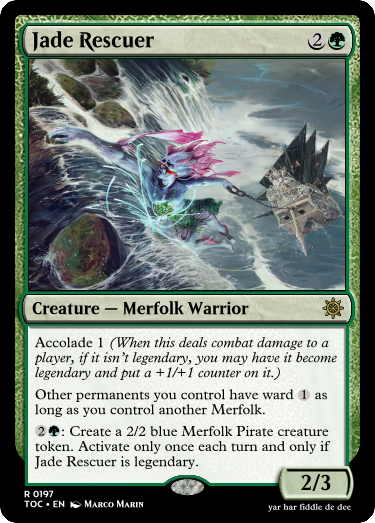 Jade Rescuer 2
Creature — Merfolk Warrior
Accolade 1 (When this deals combat damage to a
player, if it isn't legendary, you may have it become
legendary and put a +1/+1 counter on it.)
Other permanents you control have ward 1 as
long as you control another Merfolk.
2: Create a 2/2 blue Merfolk Pirate creature
token. Activate only once each turn and only if
Jade Rescuer is legendary.
2/3
R 0197
TOC • EN Marco Marin
yar har fiddle de dee